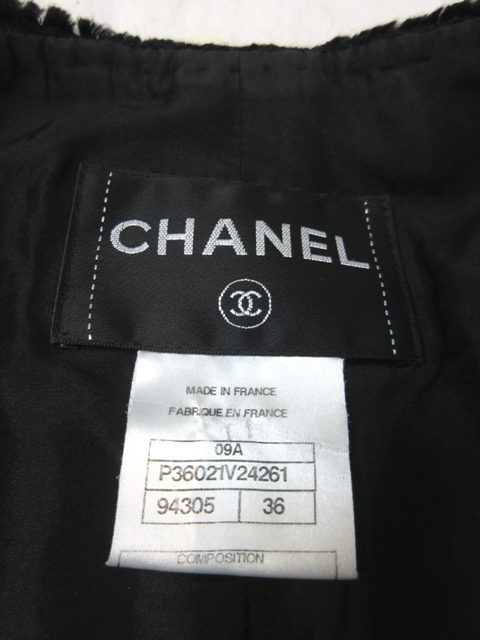 CHANEL
MADE IN FRANCE
FABRIQUE EN FRANCE
09A
P36021V24261
94305 36
COMPOSITION